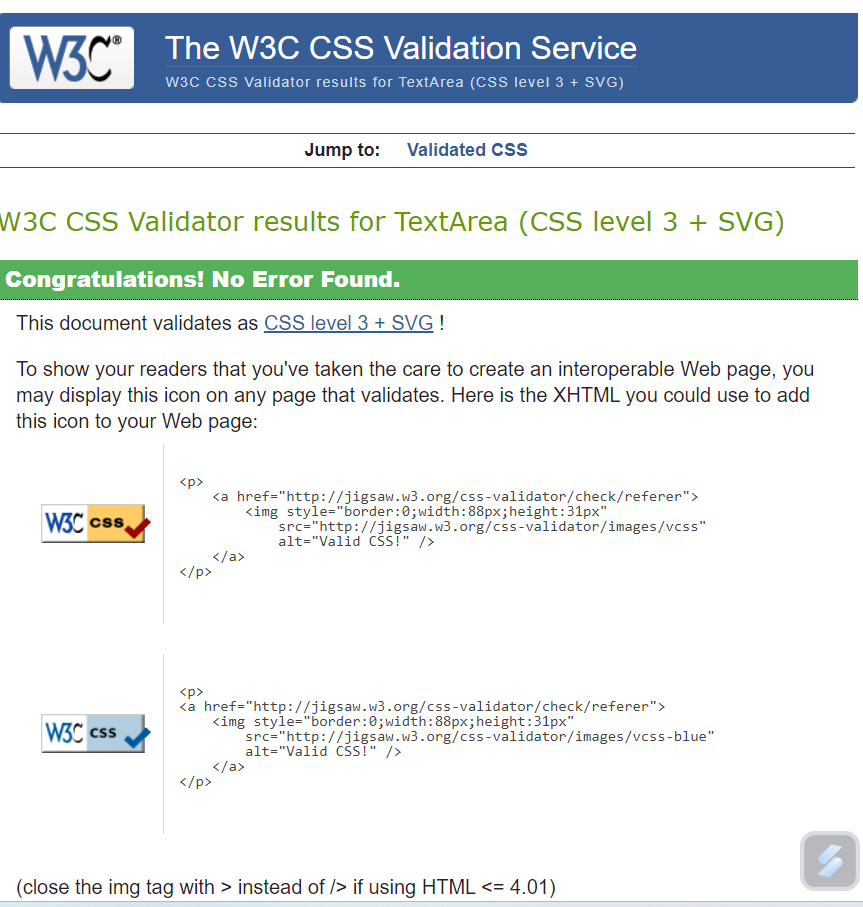 W3C®
The W3C CSS Validation Service
W3C CSS Validator results for TextArea (CSS level 3 + SVG)
Jump to: Validated CSS
W3C CSS Validator results for TextArea (CSS level 3 + SVG)
Congratulations! No Error Found.
This document validates as CSS level 3 + SVG !
To show your readers that you've taken the care to create an interoperable Web page, you
may display this icon on any page that validates. Here is the XHTML you could use to add
this icon to your Web page:
W3C css
<p>
    <a href="http://jigsaw.w3.org/css-validator/check/referer">
        <img style="border:0;width:88px;height:31px"
            src="http://jigsaw.w3.org/css-validator/images/vcss"
            alt="Valid CSS!" />
    </a>
</p>
W3C css
<p>
<a href="http://jigsaw.w3.org/css-validator/check/referer">
    <img style="border:0;width:88px;height:31px"
        src="http://jigsaw.w3.org/css-validator/images/vcss-blue"
        alt="Valid CSS!" />
    </a>
</p>
(close the img tag with > instead of /> if using HTML <= 4.01)